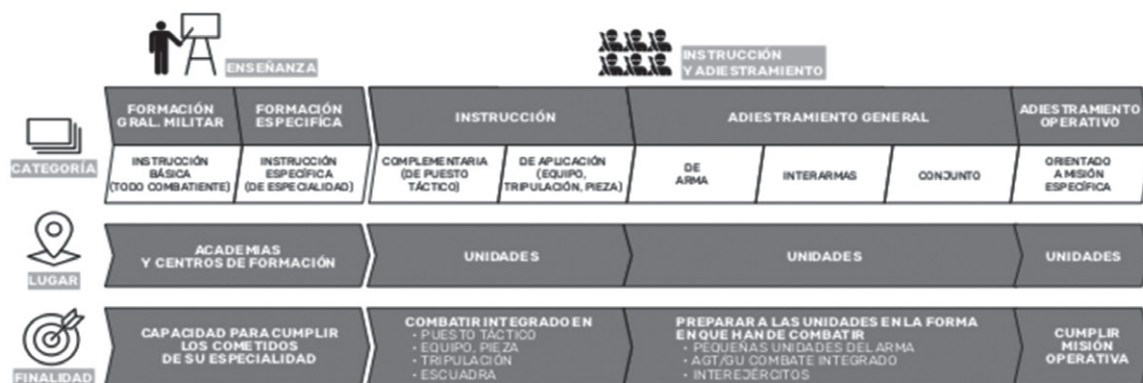 ENSEÑANZA
INSTRUCCIÓN
Y ADIESTRAMIENTO
CATEGORÍA
FORMACIÓN
GRAL. MILITAR
FORMACIÓN
ESPECIFÍCA
INSTRUCCIÓN
ADIESTRAMIENTO GENERAL
ADIESTRAMIENTO
OPERATIVO
INSTRUCCIÓN
BÁSICA
(TODO COMBATIENTE)
INSTRUCCIÓN
ESPECÍFICA
(DE ESPECIALIDAD)
COMPLEMENTARIA
(DE PUESTO
TÁCTICO)
DE APLICACIÓN
(EQUIPO,
TRIPULACIÓN, PIEZA)
DE
ARMA
INTERARMAS
CONJUNTO
ORIENTADO
A MISIÓN
ESPECÍFICA
LUGAR
ACADEMIAS
Y CENTROS DE FORMACIÓN
UNIDADES
UNIDADES
UNIDADES
FINALIDAD
CAPACIDAD PARA CUMPLIR
LOS COMETIDOS
DE SU ESPECIALIDAD
COMBATIR INTEGRADO EN
• PUESTO TÁCTICO
• EQUIPO, PIEZA
• TRIPULACIÓN
• ESCUADRA
PREPARAR A LAS UNIDADES EN LA FORMA
EN QUE HAN DE COMBATIR
• PEQUEÑAS UNIDADES DEL ARMA
• AGT/GU COMBATE INTEGRADO
• INTEREJÉRCITOS
CUMPLIR
MISIÓN
OPERATIVA